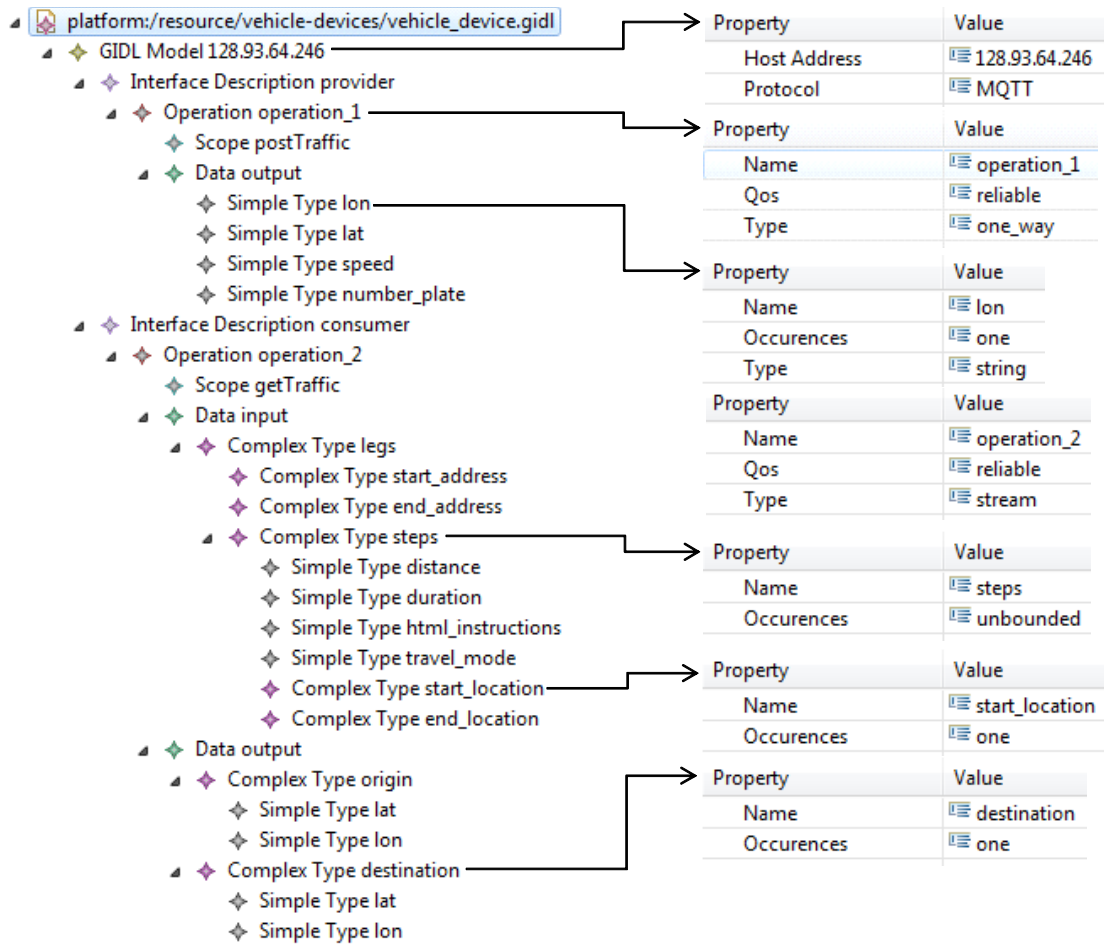 platform:/resource/vehicle-devices/vehicle_device.gidl
GIDL Model 128.93.64.246
Interface Description provider
Operation operation_1
Scope postTraffic
Data output
Simple Type lon
Simple Type lat
Simple Type speed
Simple Type number_plate
Interface Description consumer
Operation operation_2
Scope getTraffic
Data input
Complex Type legs
Complex Type start_address
Complex Type end_address
Complex Type steps
Simple Type distance
Simple Type duration
Simple Type html_instructions
Simple Type travel_mode
Complex Type start_location
Complex Type end_location
Data output
Complex Type origin
Simple Type lat
Simple Type lon
Complex Type destination
Simple Type lat
Simple Type lon
Property Value
Host Address 128.93.64.246
Protocol MQTT
Property Value
Name operation_1
Qos reliable
Type one_way
Property Value
Name lon
Occurences one
Type string
Property Value
Name operation_2
Qos reliable
Type stream
Property Value
Name steps
Occurences unbounded
Property Value
Name start_location
Occurences one
Property Value
Name destination
Occurences one